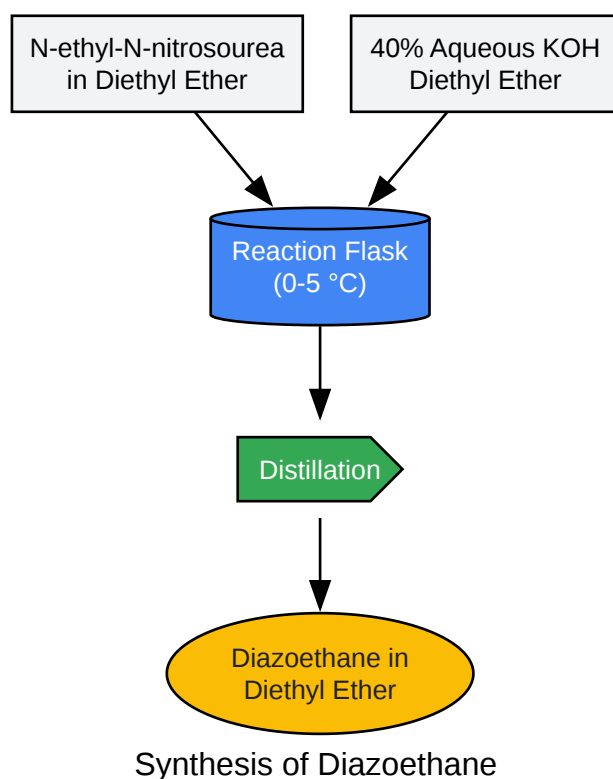 N-ethyl-N-nitrosourea
in Diethyl Ether
40% Aqueous KOH
Diethyl Ether
Reaction Flask
(0-5 °C)
Distillation
Diazoethane in
Diethyl Ether
Synthesis of Diazoethane